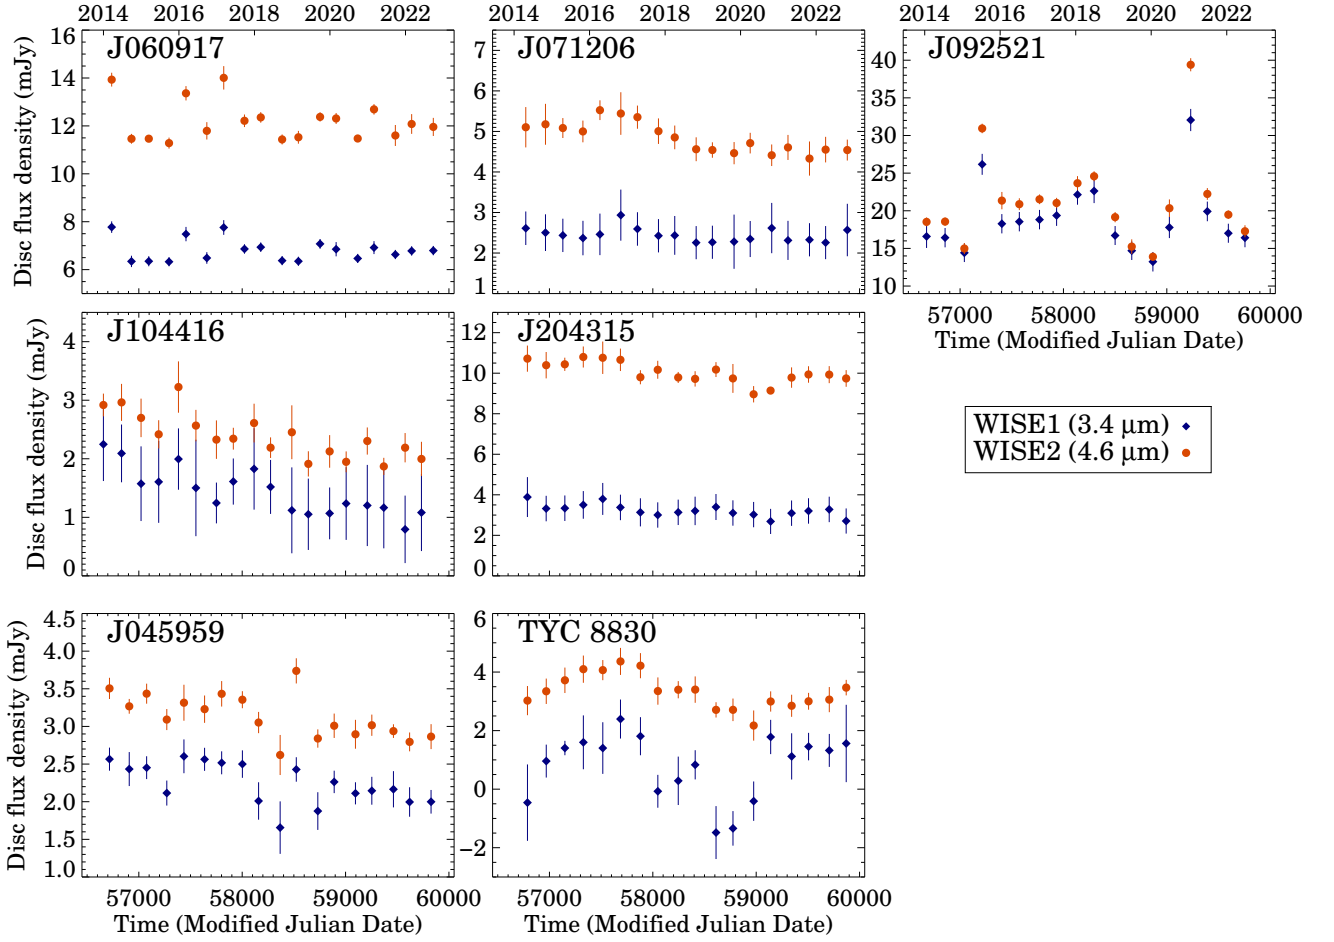 2014 2016 2018 2020 2022
2014 2016 2018 2020 2022
2014 2016 2018 2020 2022
Disc flux density (mJy)
16
14
12
10
8
6
J060917
7
6
5
4
3
2
1
J071206
40
30
20
10
J092521
57000 58000 59000 60000
Time (Modified Julian Date)
Disc flux density (mJy)
4
3
2
1
0
J104416
12
10
8
6
4
2
0
J204315
WISE1 (3.4 μm)
WISE2 (4.6 μm)
Disc flux density (mJy)
4.5
4.0
3.5
3.0
2.5
2.0
1.5
1.0
J045959
57000 58000 59000 60000
Time (Modified Julian Date)
6
4
2
0
−2
TYC 8830
57000 58000 59000 60000
Time (Modified Julian Date)